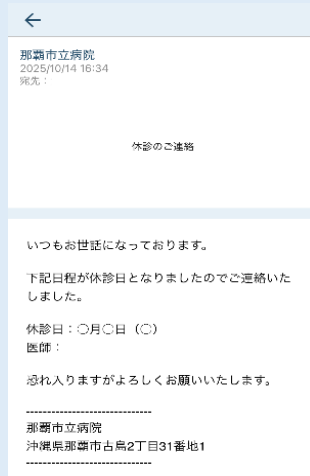 那覇市立病院
2025/10/14 16:34
宛先：
休診のご連絡
いつもお世話になっております。
下記日程が休診日となりましたのでご連絡いた
しました。
休診日：○月○日（○）
医師：
恐れ入りますがよろしくお願いいたします。
------------------------------
那覇市立病院
沖縄県那覇市古島2丁目31番地1
------------------------------